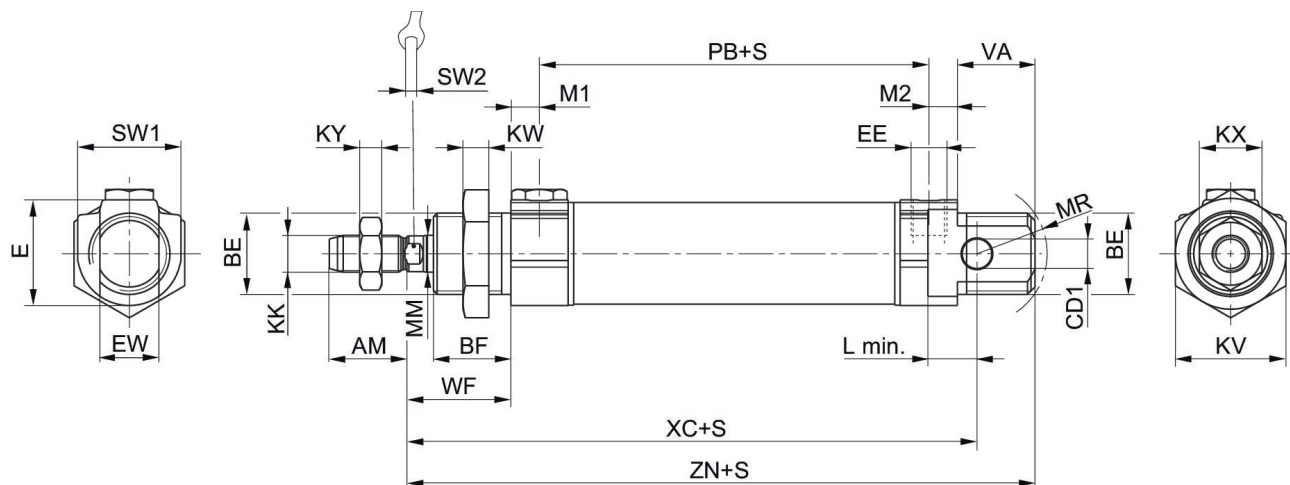 PB+S
VA
SW2
M1
M2
SW1
KY
KW
EE
KX
MR
E
BE
BE
KK
MM
CD1
EW
AM
BF
L min.
KV
WF
XC+S
ZN+S